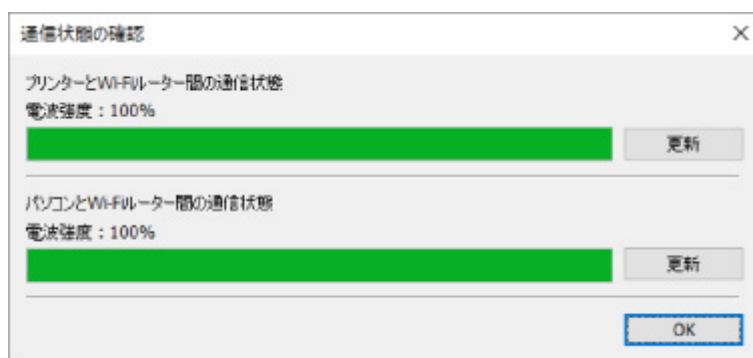 通信状態の確認
プリンターとWi-Fiルーター間の通信状態
電波強度：100%
更新
パソコンとWi-Fiルーター間の通信状態
電波強度：100%
更新
OK